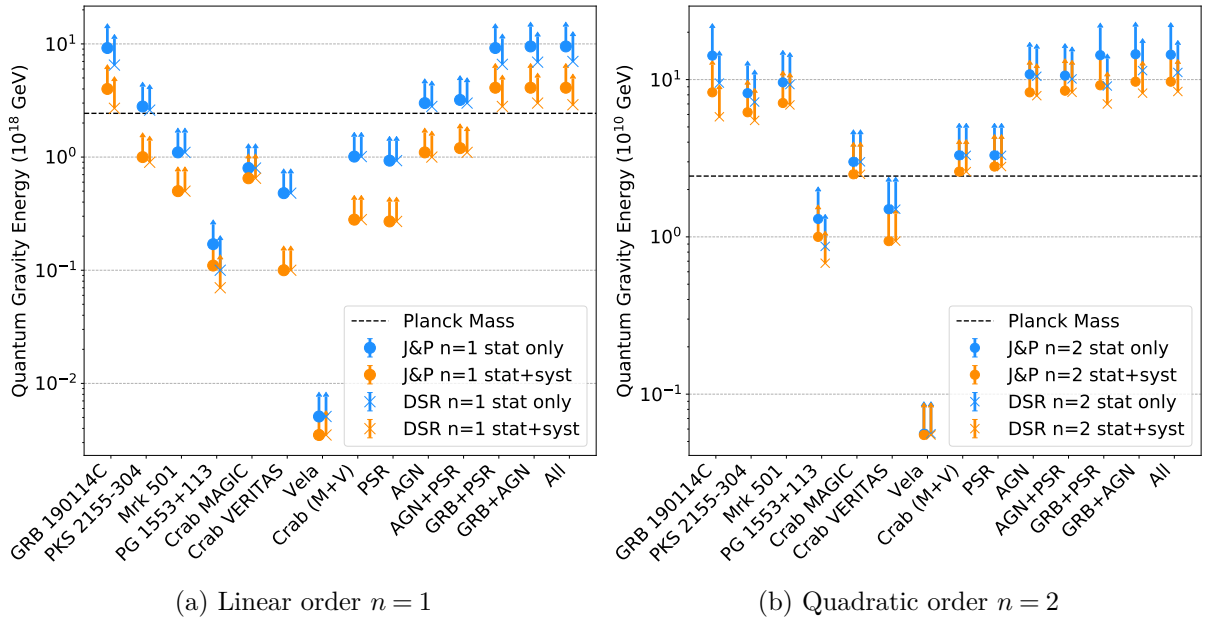 Quantum Gravity Energy (10^18 GeV)
10^1
10^0
10^−1
10^−2
Planck Mass
J&P n=1 stat only
J&P n=1 stat+syst
DSR n=1 stat only
DSR n=1 stat+syst
GRB 190114C
PKS 2155-304
Mrk 501
PG 1553+113
Crab MAGIC
Crab VERITAS
Vela
Crab (M+V)
PSR
AGN
AGN+PSR
GRB+PSR
GRB+AGN
All
(a) Linear order n = 1
Quantum Gravity Energy (10^10 GeV)
10^1
10^0
10^−1
Planck Mass
J&P n=2 stat only
J&P n=2 stat+syst
DSR n=2 stat only
DSR n=2 stat+syst
GRB 190114C
PKS 2155-304
Mrk 501
PG 1553+113
Crab MAGIC
Crab VERITAS
Vela
Crab (M+V)
PSR
AGN
AGN+PSR
GRB+PSR
GRB+AGN
All
(b) Quadratic order n = 2